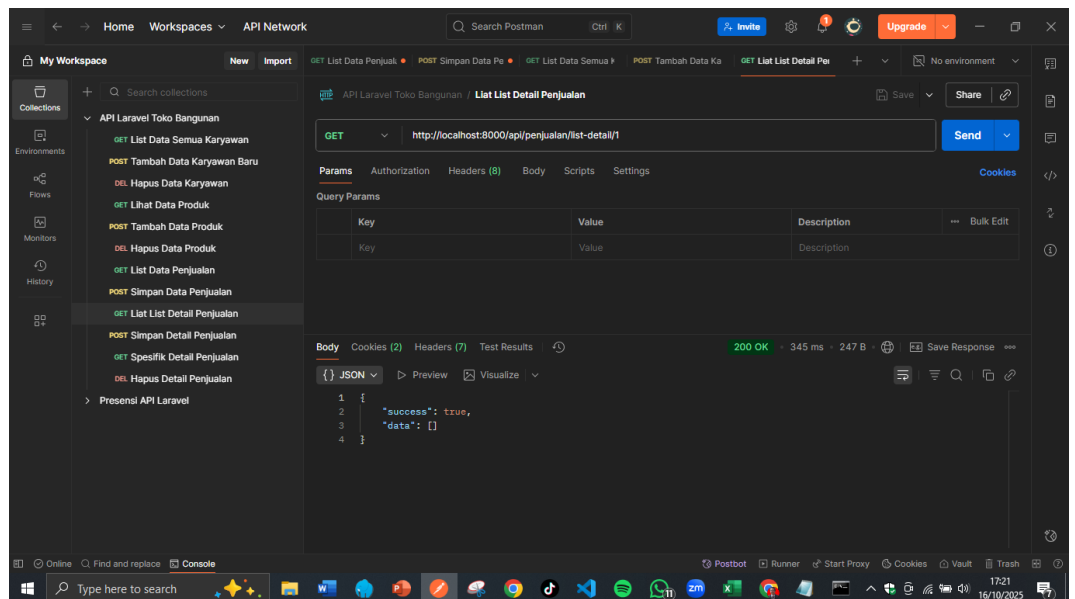 Home Workspaces API Network Search Postman Ctrl K Invite Upgrade
My Workspace New Import GET List Data Penjual POST Simpan Data Pe GET List Data Semua POST Tambah Data Ka GET Liat List Detail Pe No environment
Collections
Environments
Flows
Monitors
History
Search collections
API Laravel Toko Bangunan
GET List Data Semua Karyawan
POST Tambah Data Karyawan Baru
DEL Hapus Data Karyawan
GET Lihat Data Produk
POST Tambah Data Produk
DEL Hapus Data Produk
GET List Data Penjualan
POST Simpan Data Penjualan
GET Liat List Detail Penjualan
POST Simpan Detail Penjualan
GET Spesifik Detail Penjualan
DEL Hapus Detail Penjualan
Presensi API Laravel
HTTP API Laravel Toko Bangunan / Liat List Detail Penjualan Save Share
GET http://localhost:8000/api/penjualan/list-detail/1 Send
Params Authorization Headers (8) Body Scripts Settings Cookies
Query Params
Key Value Description Bulk Edit
Key Value Description
Body Cookies (2) Headers (7) Test Results 200 OK 345 ms 247 B Save Response
{} JSON Preview Visualize
1 {
2 "success": true,
3 "data": []
4 }
Online Find and replace Console Postbot Runner Start Proxy Cookies Vault Trash
Type here to search zm 17:21
16/10/2025